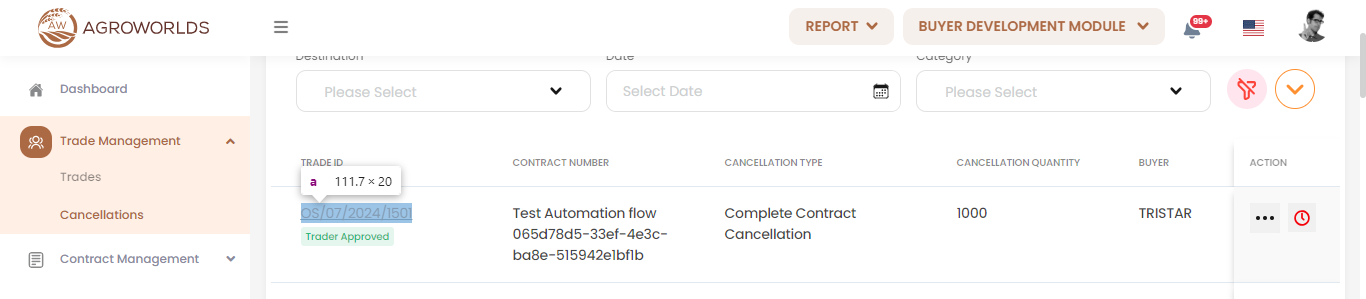 AW
AGROWORLDS
REPORT
BUYER DEVELOPMENT MODULE
99+
Destination
Date
Category
Dashboard
Please Select
Select Date
Please Select
Trade Management
Trades
Cancellations
Contract Management
TRADE ID
CONTRACT NUMBER
CANCELLATION TYPE
CANCELLATION QUANTITY
BUYER
ACTION
a 111.7 × 20
OS/07/2024/1501
Trader Approved
Test Automation flow
065d78d5-33ef-4e3c-
ba8e-515942e1bf1b
Complete Contract
Cancellation
1000
TRISTAR